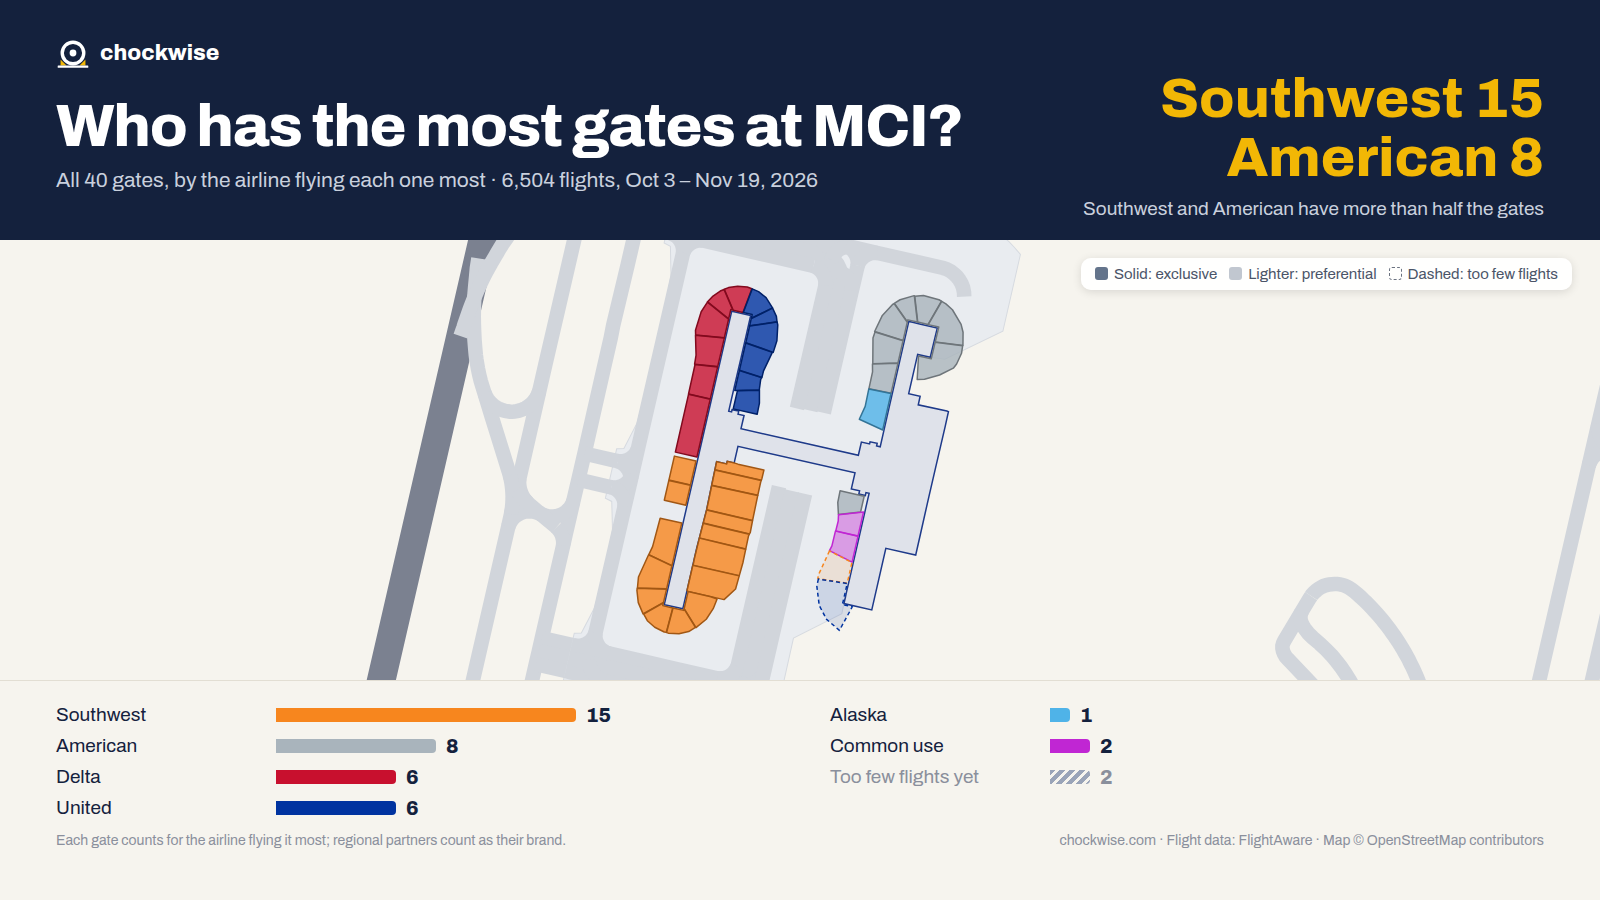 chockwise
Who has the most gates at MCI?
All 40 gates, by the airline flying each one most · 6,504 flights, Oct 3 – Nov 19, 2026
Southwest 15
American 8
Southwest and American have more than half the gates
Solid: exclusive Lighter: preferential Dashed: too few flights
Southwest 15
American 8
Delta 6
United 6
Alaska 1
Common use 2
Too few flights yet 2
Each gate counts for the airline flying it most; regional partners count as their brand.
chockwise.com · Flight data: FlightAware · Map © OpenStreetMap contributors